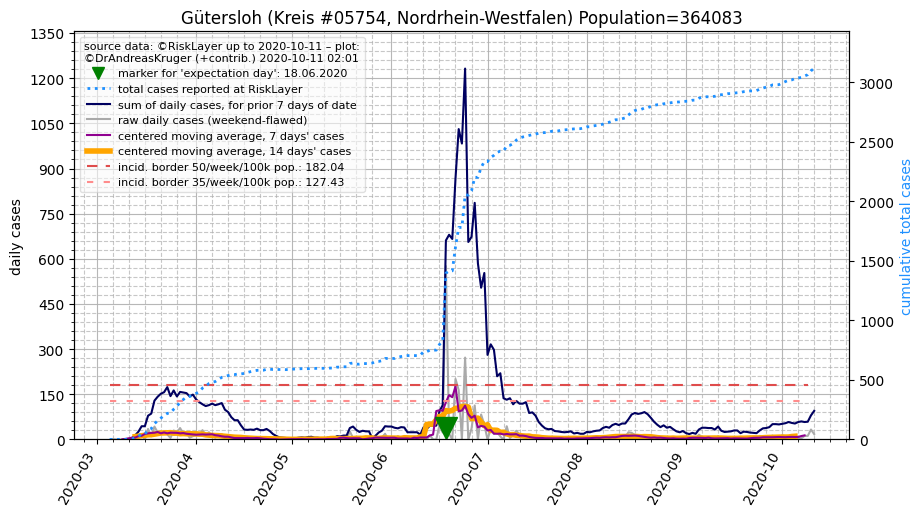 Gütersloh (Kreis #05754, Nordrhein-Westfalen) Population=364083
source data: ©RiskLayer up to 2020-10-11 – plot:
©DrAndreasKruger (+contrib.) 2020-10-11 02:01
marker for 'expectation day': 18.06.2020
total cases reported at RiskLayer
sum of daily cases, for prior 7 days of date
raw daily cases (weekend-flawed)
centered moving average, 7 days' cases
centered moving average, 14 days' cases
incid. border 50/week/100k pop.: 182.04
incid. border 35/week/100k pop.: 127.43
daily cases
1350
1200
1050
900
750
600
450
300
150
0
cumulative total cases
3000
2500
2000
1500
1000
500
0
2020-03
2020-04
2020-05
2020-06
2020-07
2020-08
2020-09
2020-10